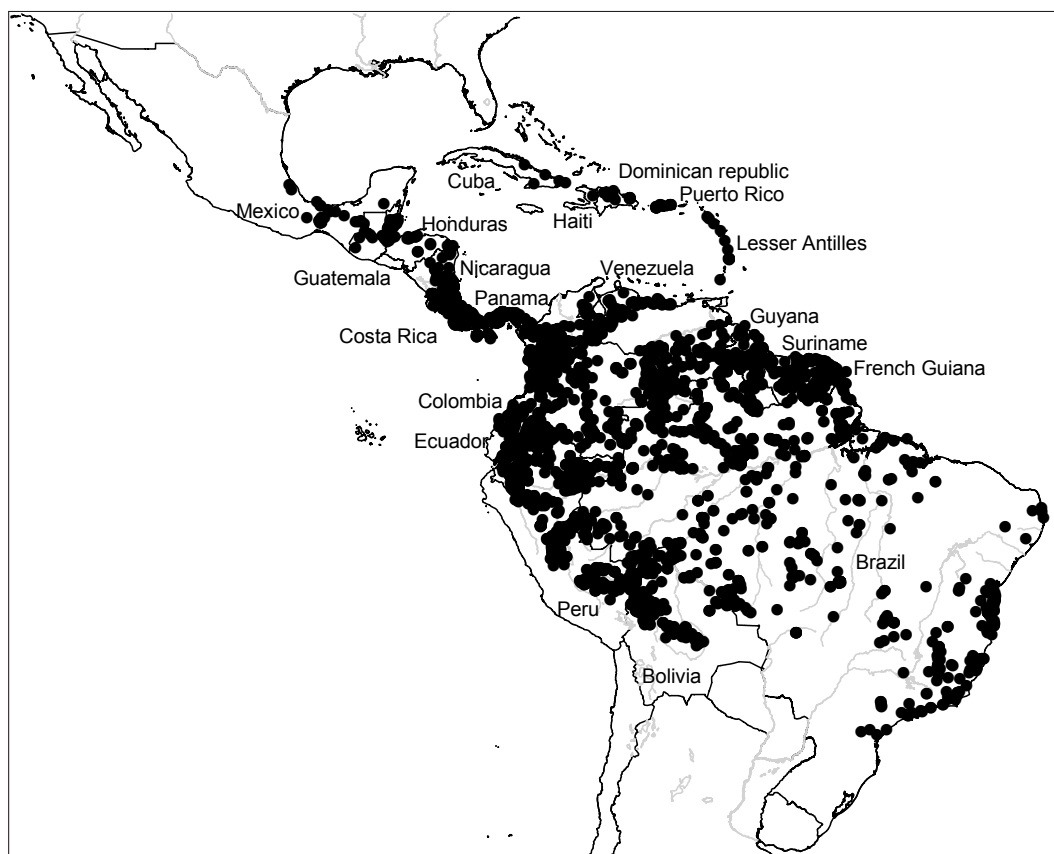 Dominican republic
Cuba
Puerto Rico
Mexico
Haiti
Honduras
Lesser Antilles
Guatemala
Nicaragua
Venezuela
Panama
Guyana
Costa Rica
Suriname
French Guiana
Colombia
Ecuador
Brazil
Peru
Bolivia